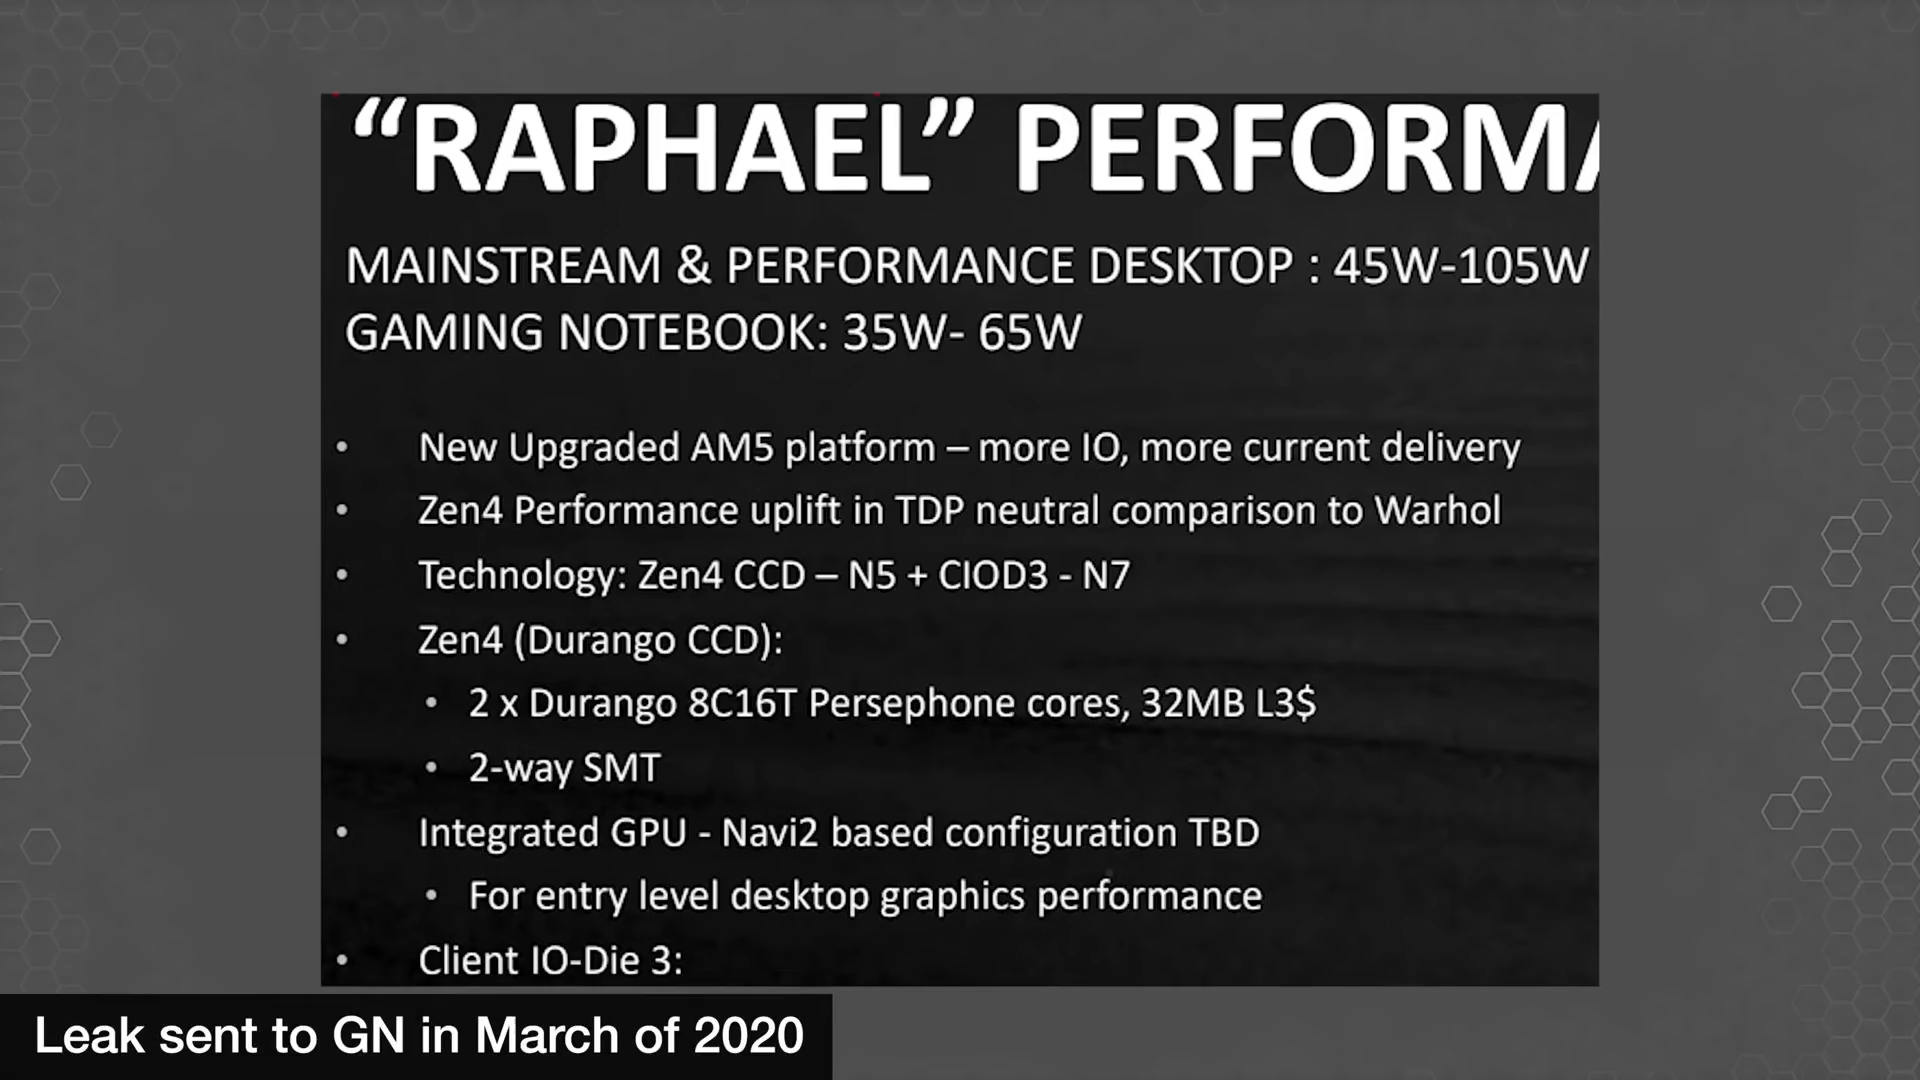 “RAPHAEL” PERFORMA
MAINSTREAM & PERFORMANCE DESKTOP : 45W-105W
GAMING NOTEBOOK: 35W- 65W
• New Upgraded AM5 platform – more IO, more current delivery
• Zen4 Performance uplift in TDP neutral comparison to Warhol
• Technology: Zen4 CCD – N5 + CIOD3 - N7
• Zen4 (Durango CCD):
• 2 x Durango 8C16T Persephone cores, 32MB L3$
• 2-way SMT
• Integrated GPU - Navi2 based configuration TBD
• For entry level desktop graphics performance
• Client IO-Die 3:
Leak sent to GN in March of 2020